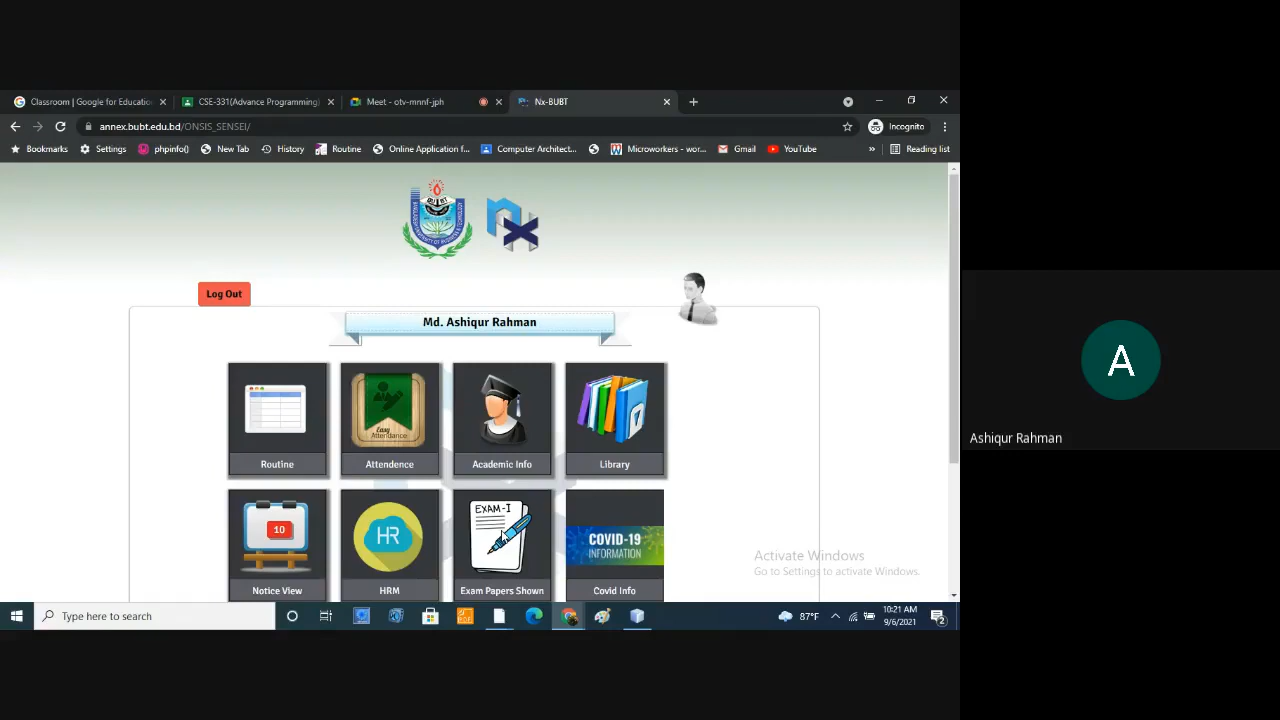 Classroom | Google for Educatio
CSE-331(Advance Programming)
Meet - otv-mnnf-jph
Nx-BUBT
annex.bubt.edu.bd/ONSIS_SENSEI/
Incognito
Bookmarks
Settings
phpinfo()
New Tab
History
Routine
Online Application f...
Computer Architect...
Microworkers - wor...
Gmail
YouTube
»
Reading list
nx
Log Out
Md. Ashiqur Rahman
Easy
Attendance
Routine
Attendence
Academic Info
Library
10
HR
EXAM-I
COVID-19
INFORMATION
Notice View
HRM
Exam Papers Shown
Covid Info
Activate Windows
Go to Settings to activate Windows.
Type here to search
87°F
10:21 AM
9/6/2021
2
A
Ashiqur Rahman